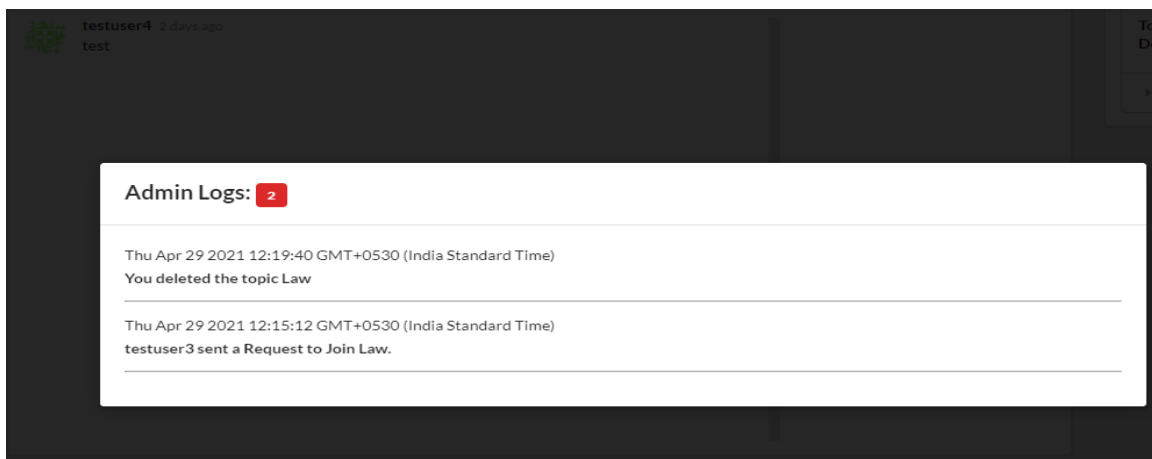 testuser4 2 days ago
test
To
De
Admin Logs: 2
Thu Apr 29 2021 12:19:40 GMT+0530 (India Standard Time)
You deleted the topic Law
Thu Apr 29 2021 12:15:12 GMT+0530 (India Standard Time)
testuser3 sent a Request to Join Law.